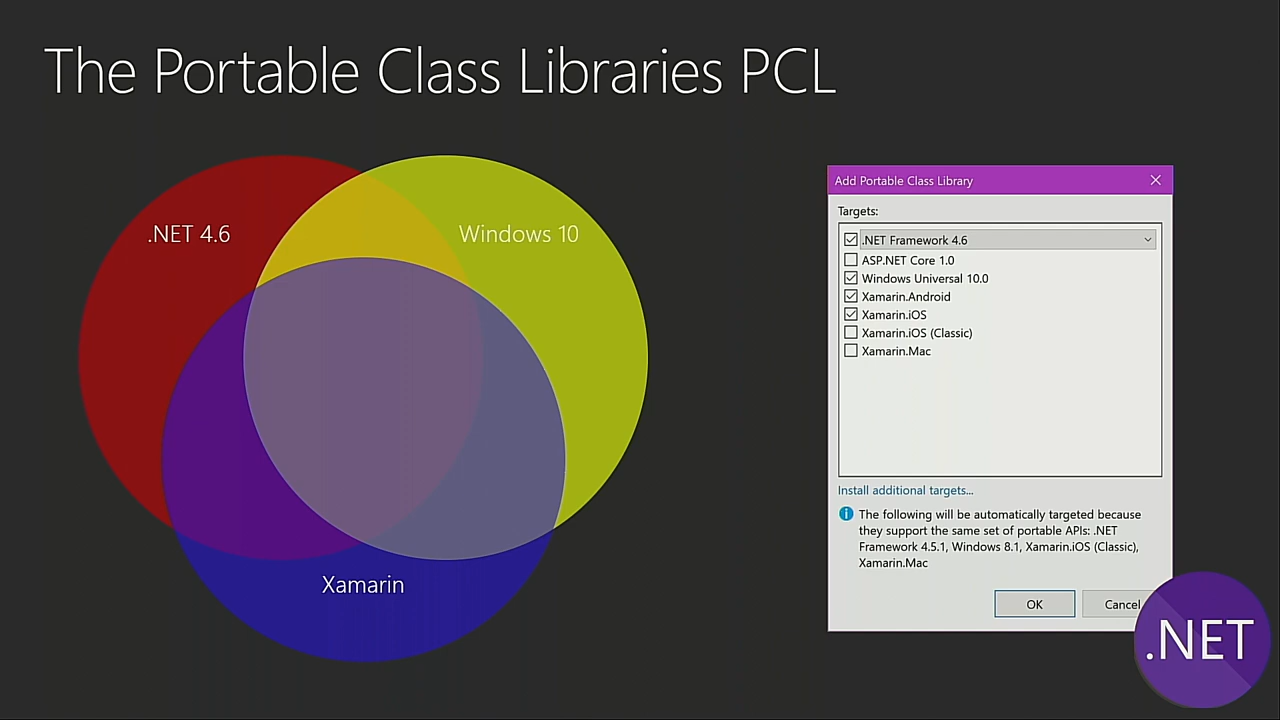 The Portable Class Libraries PCL
.NET 4.6
Windows 10
Xamarin
Add Portable Class Library
Targets:
.NET Framework 4.6
ASP.NET Core 1.0
Windows Universal 10.0
Xamarin.Android
Xamarin.iOS
Xamarin.iOS (Classic)
Xamarin.Mac
Install additional targets...
The following will be automatically targeted because
they support the same set of portable APIs: .NET
Framework 4.5.1, Windows 8.1, Xamarin.iOS (Classic),
Xamarin.Mac
OK
Cancel
.NET